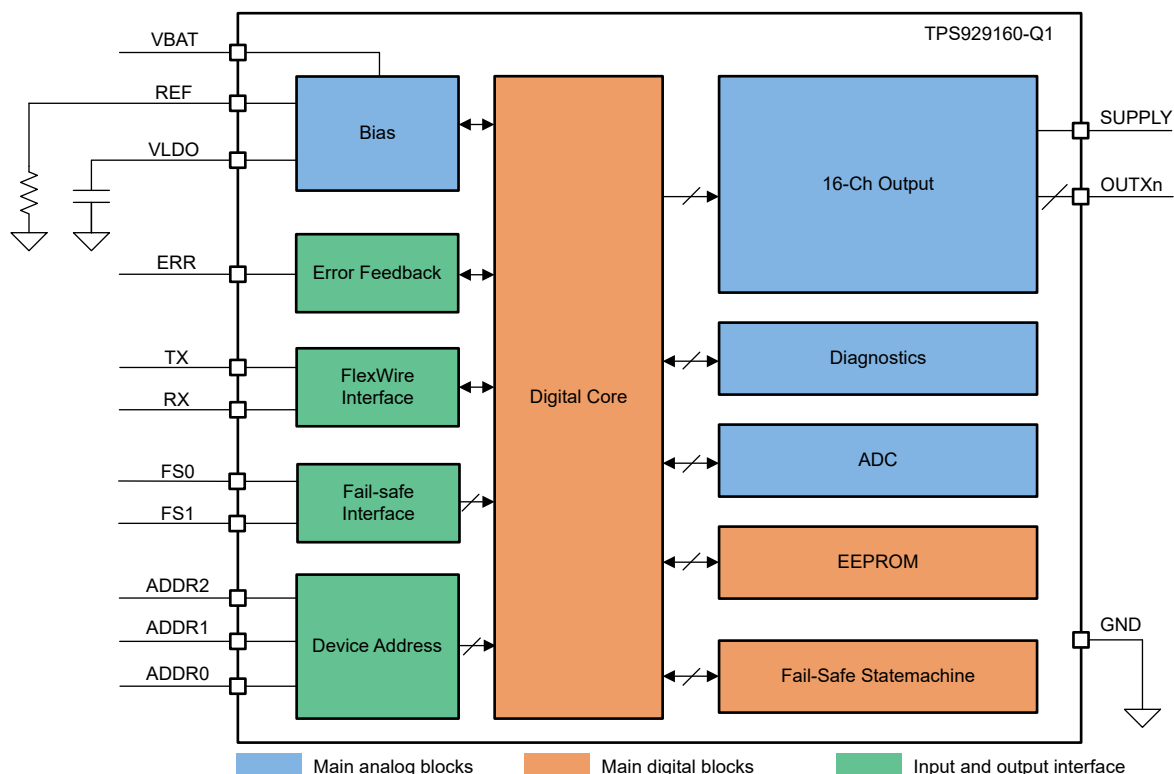 TPS929160-Q1
VBAT
REF
VLDO
ERR
TX
RX
FS0
FS1
ADDR2
ADDR1
ADDR0
Bias
Error Feedback
FlexWire
Interface
Fail-safe
Interface
Device Address
Digital Core
16-Ch Output
Diagnostics
ADC
EEPROM
Fail-Safe Statemachine
SUPPLY
OUTXn
GND
Main analog blocks
Main digital blocks
Input and output interface